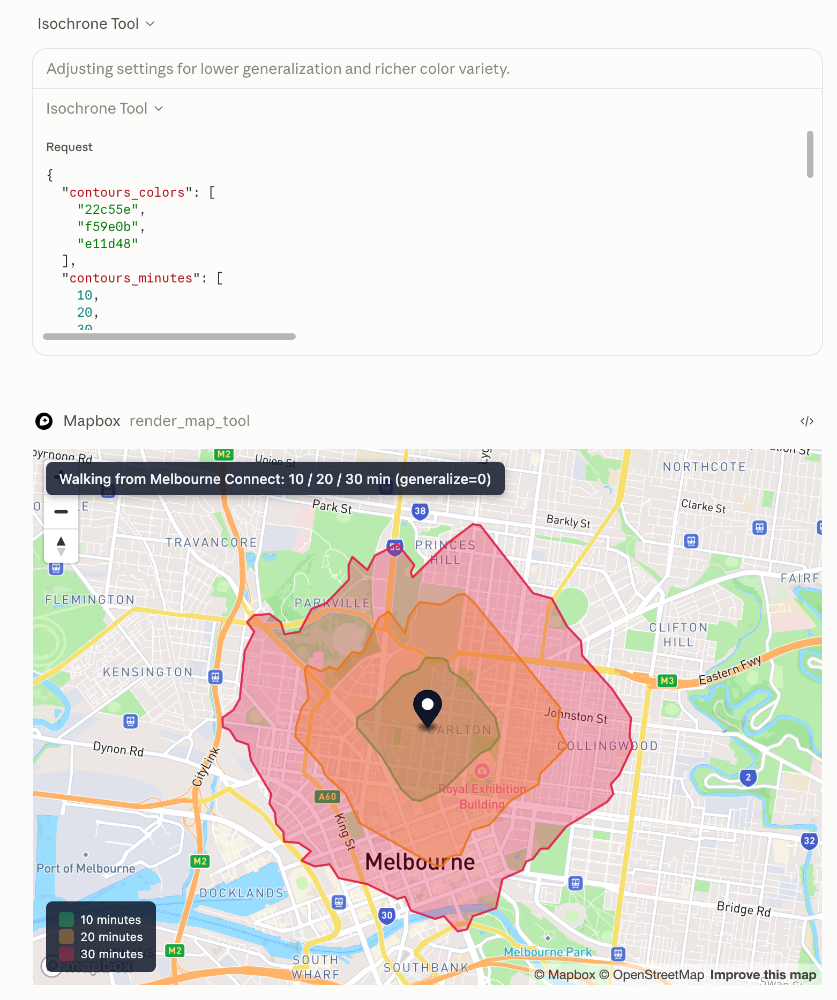 Isochrone Tool
Adjusting settings for lower generalization and richer color variety.
Isochrone Tool
Request
{
"contours_colors": [
"22c55e",
"f59e0b",
"e11d48"
],
"contours_minutes": [
10,
20,
30
Mapbox render_map_tool
</>
M2
Union St
Walking from Melbourne Connect: 10 / 20 / 30 min (generalize=0)
NORTHCOTE
Park St
38
Clarke St
Barkly St
TRAVANCORE
55
PRINCES
HILL
FAIRF
FLEMINGTON
PARKVILLE
CLIFTON
HILL
KENSINGTON
Eastern Fwy
M3
Johnston St
CARLTON
Dynon Rd
COLLINGWOOD
CityLink
2
Royal Exhibition
Building
A60
King St
32
M2
Melbourne
Port of Melbourne
DOCKLANDS
30
Bridge Rd
10 minutes
20 minutes
30 minutes
M2
Melbourne Park
SOUTH
WHARF
SOUTHBANK
mapbox
© Mapbox © OpenStreetMap Improve this map